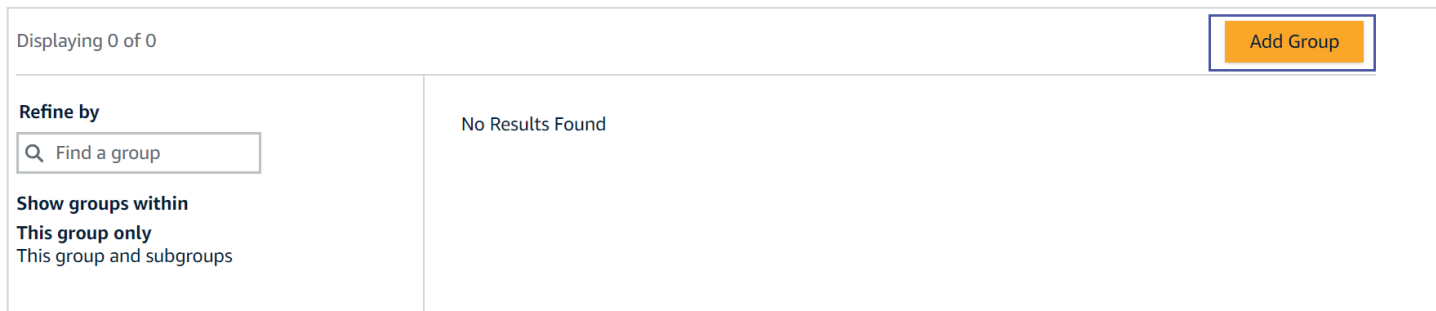 Displaying 0 of 0
Add Group
Refine by
Find a group
Show groups within
This group only
This group and subgroups
No Results Found